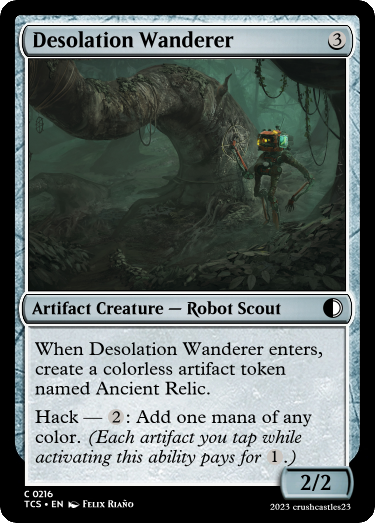 Desolation Wanderer 3
Artifact Creature — Robot Scout
When Desolation Wanderer enters,
create a colorless artifact token
named Ancient Relic.
Hack — 2: Add one mana of any
color. (Each artifact you tap while
activating this ability pays for 1.)
2/2
C 0216
TCS • EN Felix Riaño
2023 crushcastles23